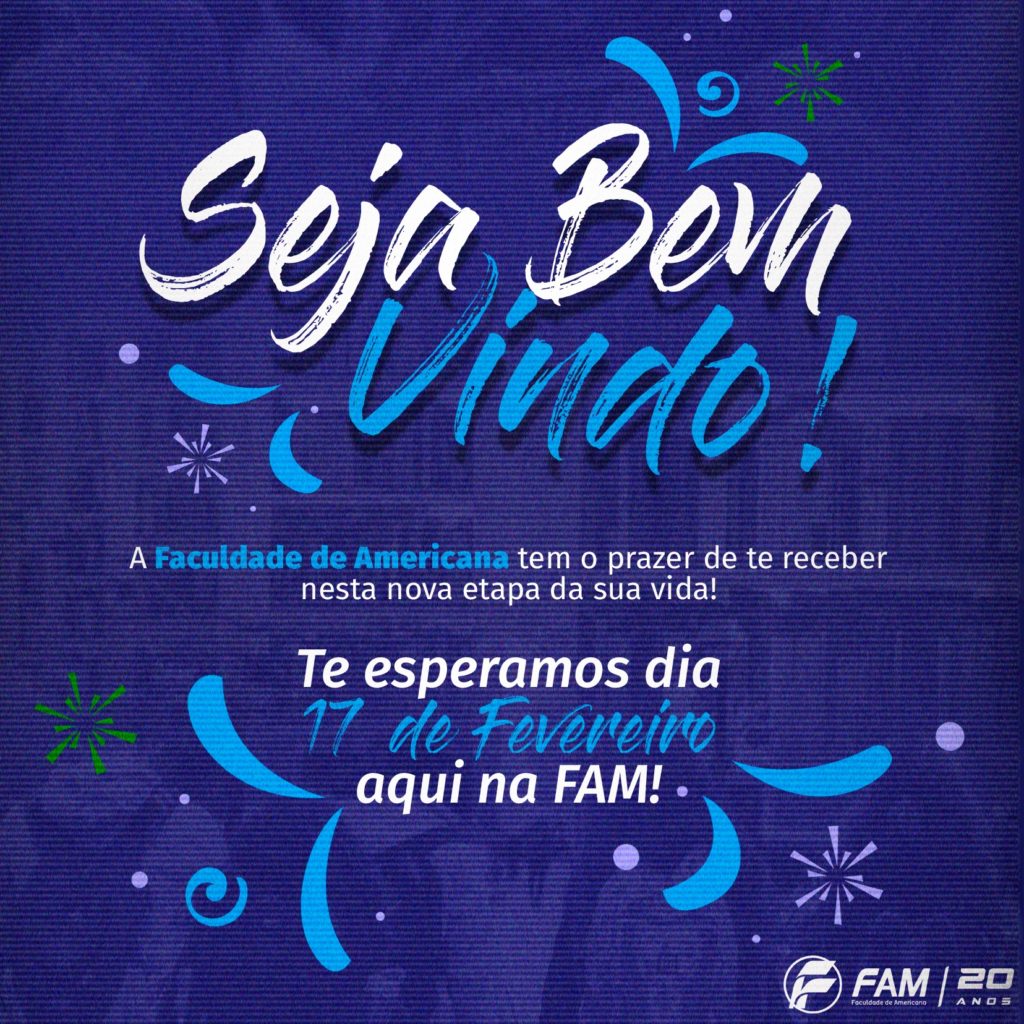 Seja Bem
Vindo!
A Faculdade de Americana tem o prazer de te receber
nesta nova etapa da sua vida!
Te esperamos dia
17 de Fevereiro
aqui na FAM!
FAM | 20
Faculdade de Americana ANOS